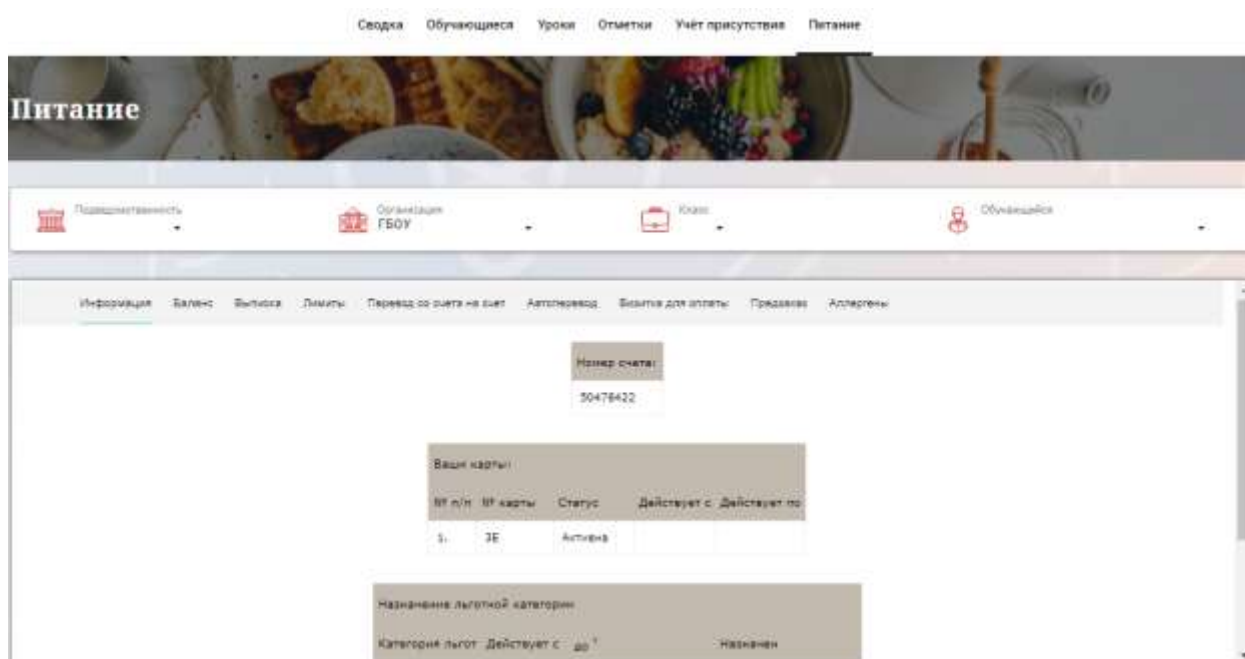 Сводка Обучающиеся Уроки Отметки Учёт присутствия Питание
Питание
Подведомственность Организация Класс Обучающийся
ГБОУ
Информация Баланс Выписка Лимиты Перевод со счета на счет Автоперевод Визитка для оплаты Предзаказ Аллергены
Номер счета:
50476422
Ваши карты:
№ п/п № карты Статус Действует с Действует по
1. 3E Активна
Назначение льготной категории
Категория льгот Действует с до Назначен